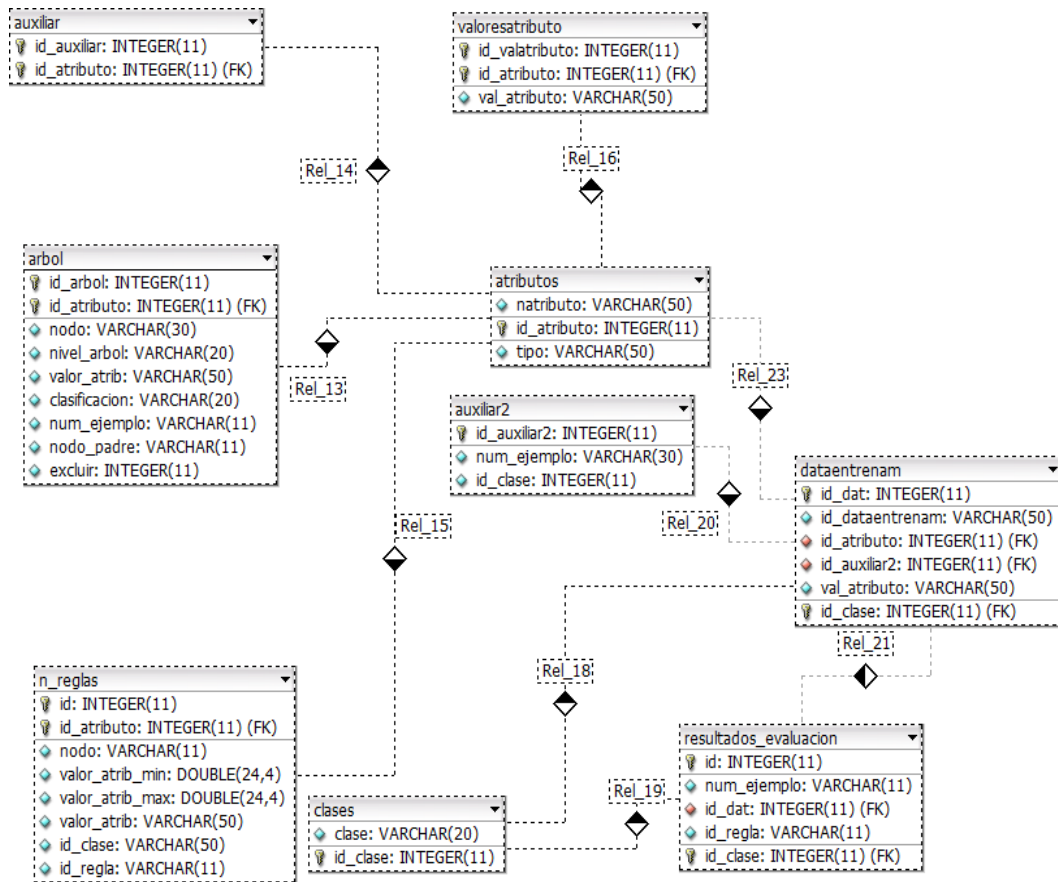 auxiliar
id_auxiliar: INTEGER(11)
id_atributo: INTEGER(11) (FK)
valoresatributo
id_valatributo: INTEGER(11)
id_atributo: INTEGER(11) (FK)
val_atributo: VARCHAR(50)
Rel_14
Rel_16
arbol
id_arbol: INTEGER(11)
id_atributo: INTEGER(11) (FK)
nodo: VARCHAR(30)
nivel_arbol: VARCHAR(20)
valor_atrib: VARCHAR(50)
clasificacion: VARCHAR(20)
num_ejemplo: VARCHAR(11)
nodo_padre: VARCHAR(11)
excluir: INTEGER(11)
atributos
natributo: VARCHAR(50)
id_atributo: INTEGER(11)
tipo: VARCHAR(50)
Rel_13
Rel_23
auxiliar2
id_auxiliar2: INTEGER(11)
num_ejemplo: VARCHAR(30)
id_clase: INTEGER(11)
dataentrenam
id_dat: INTEGER(11)
id_dataentrenam: VARCHAR(50)
id_atributo: INTEGER(11) (FK)
id_auxiliar2: INTEGER(11) (FK)
val_atributo: VARCHAR(50)
id_clase: INTEGER(11) (FK)
Rel_15
Rel_20
Rel_21
Rel_18
n_reglas
id: INTEGER(11)
id_atributo: INTEGER(11) (FK)
nodo: VARCHAR(11)
valor_atrib_min: DOUBLE(24,4)
valor_atrib_max: DOUBLE(24,4)
valor_atrib: VARCHAR(50)
id_clase: VARCHAR(50)
id_regla: VARCHAR(11)
clases
clase: VARCHAR(20)
id_clase: INTEGER(11)
Rel_19
resultados_evaluacion
id: INTEGER(11)
num_ejemplo: VARCHAR(11)
id_dat: INTEGER(11) (FK)
id_regla: VARCHAR(11)
id_clase: INTEGER(11) (FK)